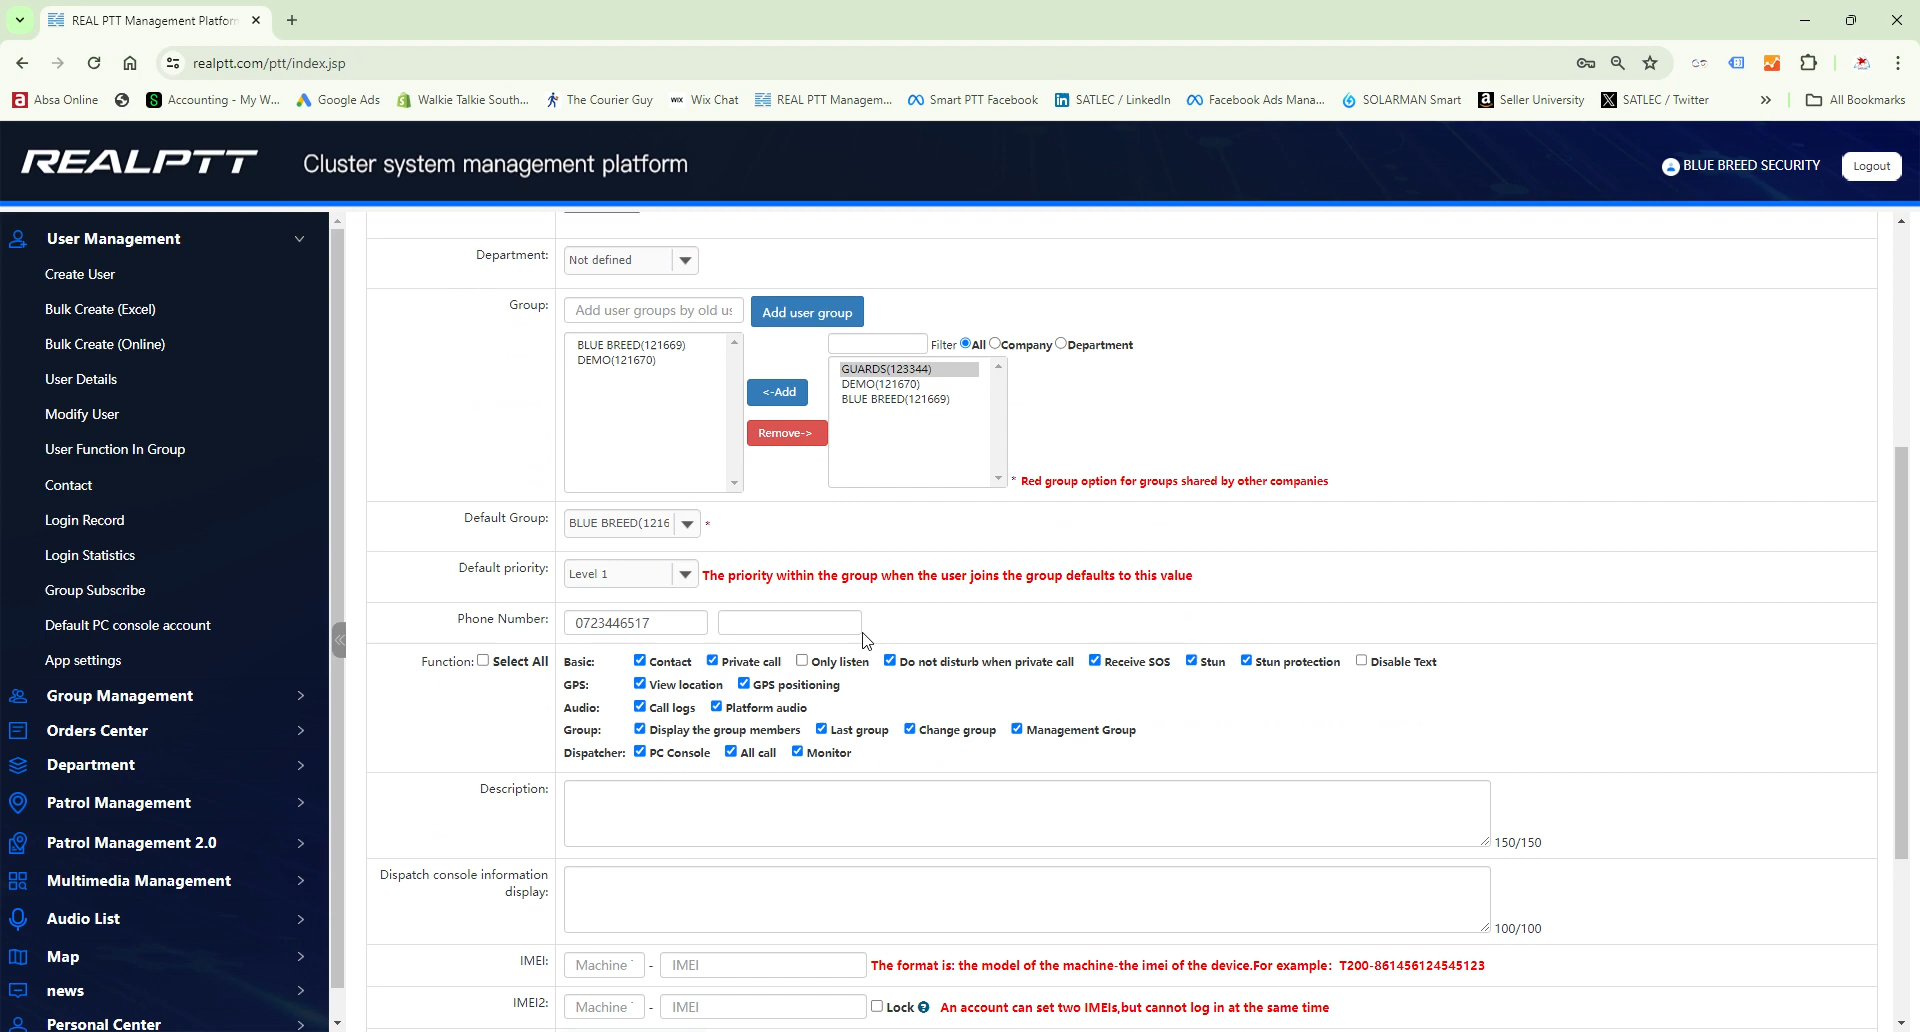 REAL PTT Management Platform
realptt.com/ptt/index.jsp
Absa Online
Accounting - My W...
Google Ads
Walkie Talkie South...
The Courier Guy
WIX Wix Chat
REAL PTT Managem...
Smart PTT Facebook
SATLEC / LinkedIn
Facebook Ads Mana...
SOLARMAN Smart
Seller University
SATLEC / Twitter
All Bookmarks
REALPTT Cluster system management platform
BLUE BREED SECURITY Logout
User Management
Create User
Bulk Create (Excel)
Bulk Create (Online)
User Details
Modify User
User Function In Group
Contact
Login Record
Login Statistics
Group Subscribe
Default PC console account
App settings
Group Management
Orders Center
Department
Patrol Management
Patrol Management 2.0
Multimedia Management
Audio List
Map
news
Personal Center
Department: Not defined
Group: Add user groups by old us Add user group
Filter All Company Department
BLUE BREED(121669)
DEMO(121670)
<-Add
Remove->
GUARDS(123344)
DEMO(121670)
BLUE BREED(121669)
* Red group option for groups shared by other companies
Default Group: BLUE BREED(1216 *
Default priority: Level 1 The priority within the group when the user joins the group defaults to this value
Phone Number: 0723446517
Function: Select All Basic: Contact Private call Only listen Do not disturb when private call Receive SOS Stun Stun protection Disable Text
GPS: View location GPS positioning
Audio: Call logs Platform audio
Group: Display the group members Last group Change group Management Group
Dispatcher: PC Console All call Monitor
Description:
150/150
Dispatch console information
display:
100/100
IMEI: Machine - IMEI The format is: the model of the machine-the imei of the device.For example: T200-861456124545123
IMEI2: Machine - IMEI Lock ? An account can set two IMEIs,but cannot log in at the same time